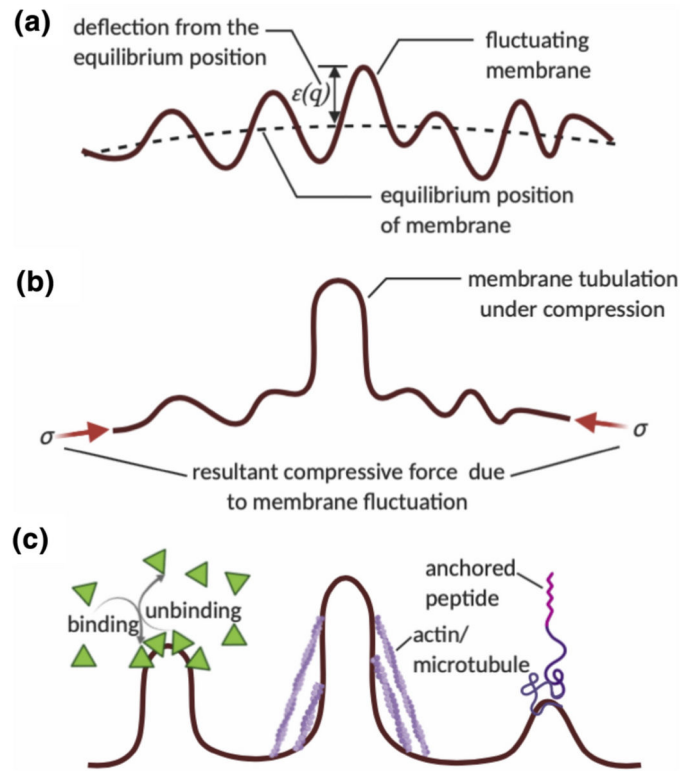 (a)
deflection from the
equilibrium position
fluctuating
membrane
ε(q)
equilibrium position
of membrane
(b)
membrane tubulation
under compression
σ
σ
resultant compressive force due
to membrane fluctuation
(c)
binding
unbinding
actin/
microtubule
anchored
peptide